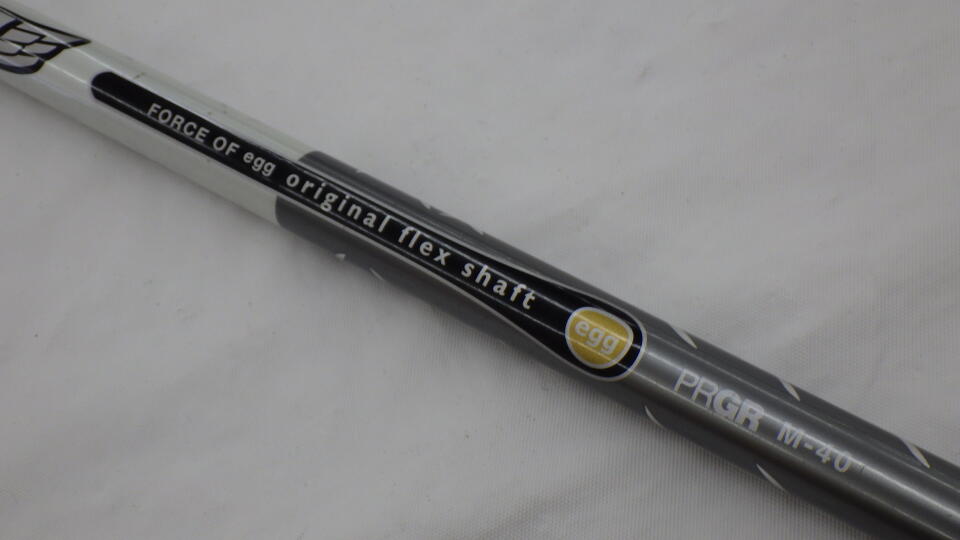 FORCE OF egg original flex shaft
egg
PRGR M-40